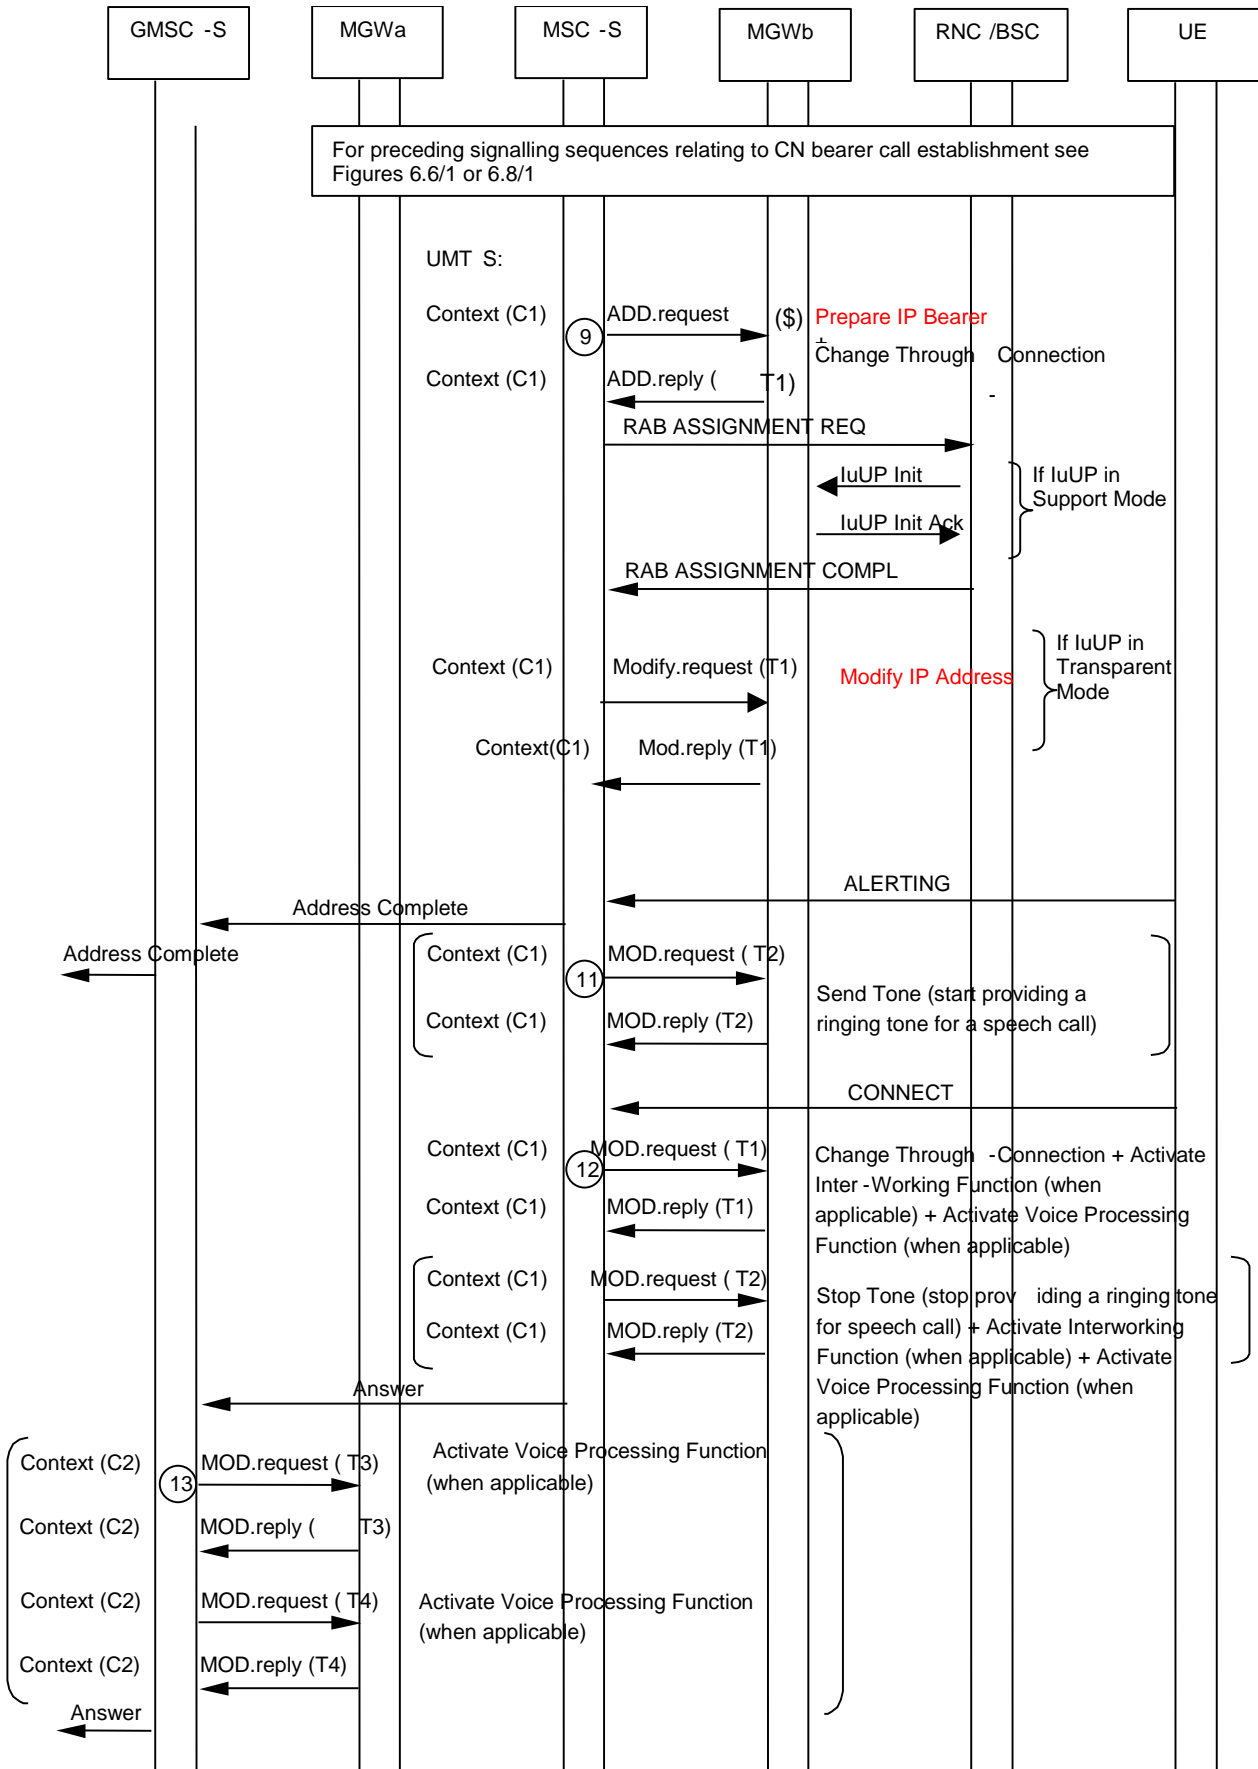 GMSC -S
MGWa
MSC -S
MGWb
RNC /BSC
UE
For preceding signalling sequences relating to CN bearer call establishment see
Figures 6.6/1 or 6.8/1
UMT S:
Context (C1)
9
ADD.request
($)
Prepare IP Bearer
+
Change Through Connection
-
Context (C1)
ADD.reply ( T1)
RAB ASSIGNMENT REQ
IuUP Init
IuUP Init Ack
If IuUP in
Support Mode
RAB ASSIGNMENT COMPL
Context (C1)
Modify.request (T1)
Modify IP Address
If IuUP in
Transparent
Mode
Context(C1)
Mod.reply (T1)
ALERTING
Address Complete
Address Complete
Context (C1)
11
MOD.request ( T2)
Send Tone (start providing a
ringing tone for a speech call)
Context (C1)
MOD.reply (T2)
CONNECT
Context (C1)
12
MOD.request ( T1)
Change Through -Connection + Activate
Inter -Working Function (when
applicable) + Activate Voice Processing
Function (when applicable)
Context (C1)
MOD.reply (T1)
Context (C1)
MOD.request ( T2)
Stop Tone (stop prov iding a ringing tone
for speech call) + Activate Interworking
Function (when applicable) + Activate
Voice Processing Function (when
applicable)
Context (C1)
MOD.reply (T2)
Answer
Context (C2)
13
MOD.request ( T3)
Activate Voice Processing Function
(when applicable)
Context (C2)
MOD.reply ( T3)
Context (C2)
MOD.request ( T4)
Activate Voice Processing Function
(when applicable)
Context (C2)
MOD.reply (T4)
Answer